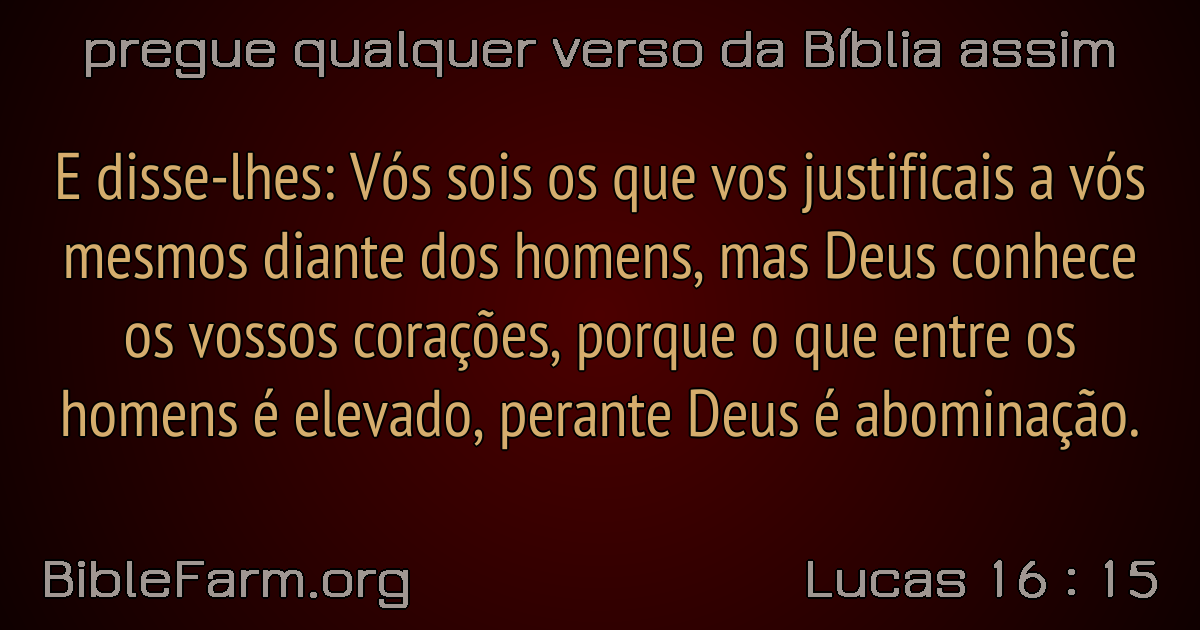 pregue qualquer verso da Bíblia assim
E disse-lhes: Vós sois os que vos justificais a vós
mesmos diante dos homens, mas Deus conhece
os vossos corações, porque o que entre os
homens é elevado, perante Deus é abominação.
BibleFarm.org
Lucas 16 : 15